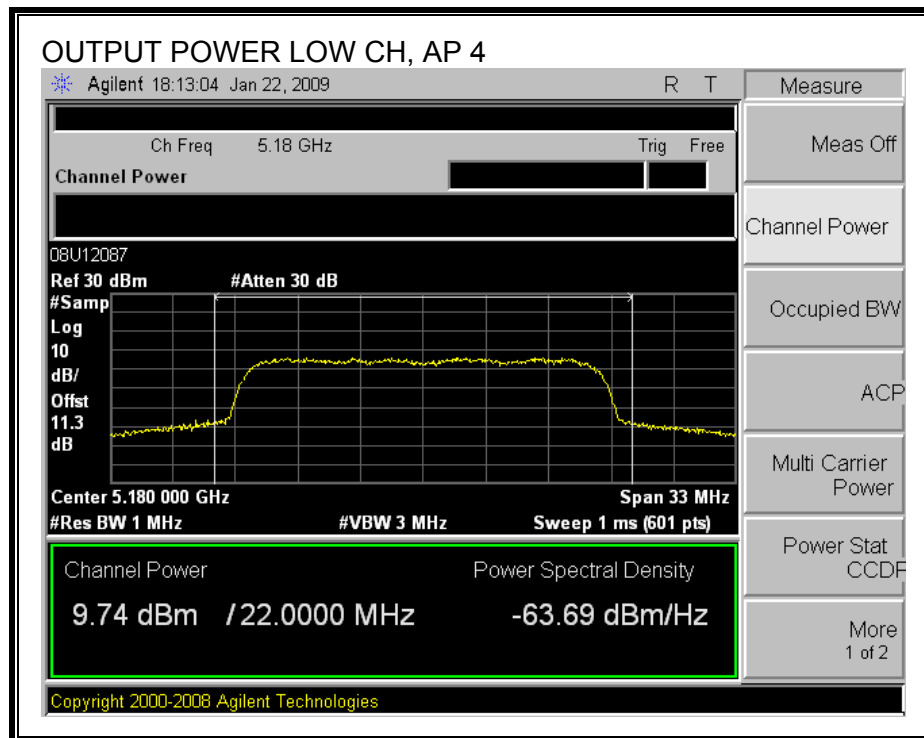 OUTPUT POWER LOW CH, AP 4
Agilent 18:13:04 Jan 22, 2009 R T Measure
Ch Freq 5.18 GHz Trig Free Meas Off
Channel Power
Channel Power
08U12087
Ref 30 dBm #Atten 30 dB
#Samp
Log
10
dB/
Offst
11.3
dB
Occupied BW
ACP
Multi Carrier
Power
Center 5.180 000 GHz Span 33 MHz
#Res BW 1 MHz #VBW 3 MHz Sweep 1 ms (601 pts)
Power Stat
CCDF
Channel Power Power Spectral Density
9.74 dBm / 22.0000 MHz -63.69 dBm/Hz
More
1 of 2
Copyright 2000-2008 Agilent Technologies